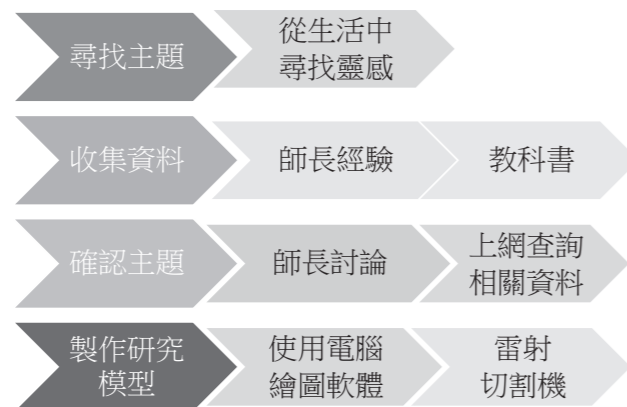 尋找主題
從生活中
尋找靈感
收集資料
師長經驗
教科書
確認主題
師長討論
上網查詢
相關資料
製作研究
模型
使用電腦
繪圖軟體
雷射
切割機